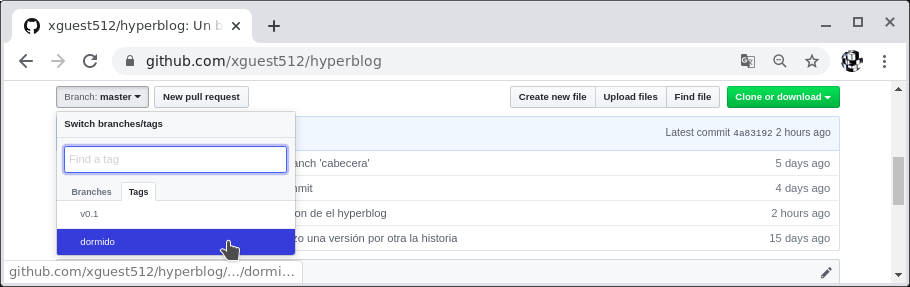 xguest512/hyperblog: Un b
github.com/xguest512/hyperblog
Branch: master
New pull request
Create new file
Upload files
Find file
Clone or download
Switch branches/tags
Latest commit 4a83192 2 hours ago
Find a tag
anch 'cabecera'
5 days ago
Branches
Tags
mit
4 days ago
v0.1
on de el hyperblog
2 hours ago
dormido
zo una versión por otra la historia
15 days ago
github.com/xguest512/hyperblog/.../dormi...